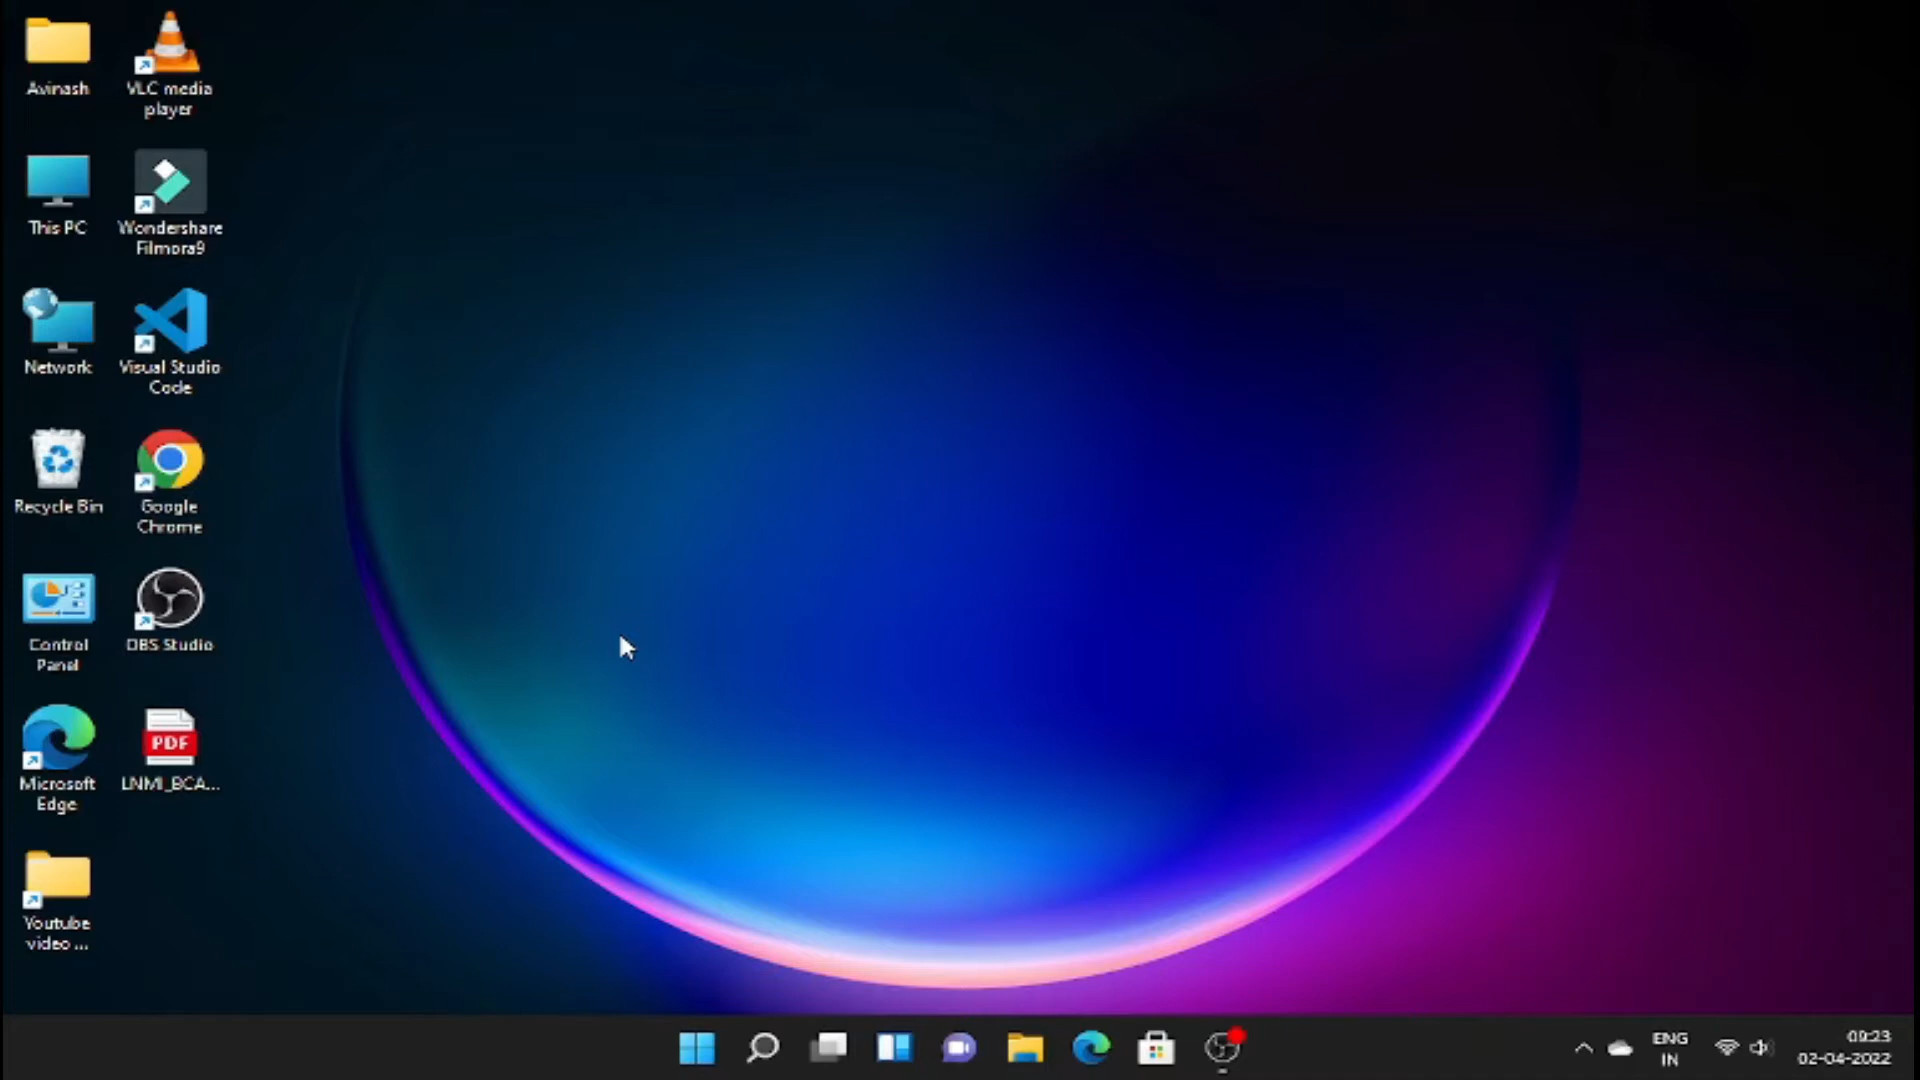 Avinash
VLC media
player
This PC
Wondershare
Filmora9
Network
Visual Studio
Code
Recycle Bin
Google
Chrome
Control
Panel
OBS Studio
Microsoft
Edge
PDF
LNMI_BCA...
Youtube
video ...
ENG
IN
09:23
02-04-2022